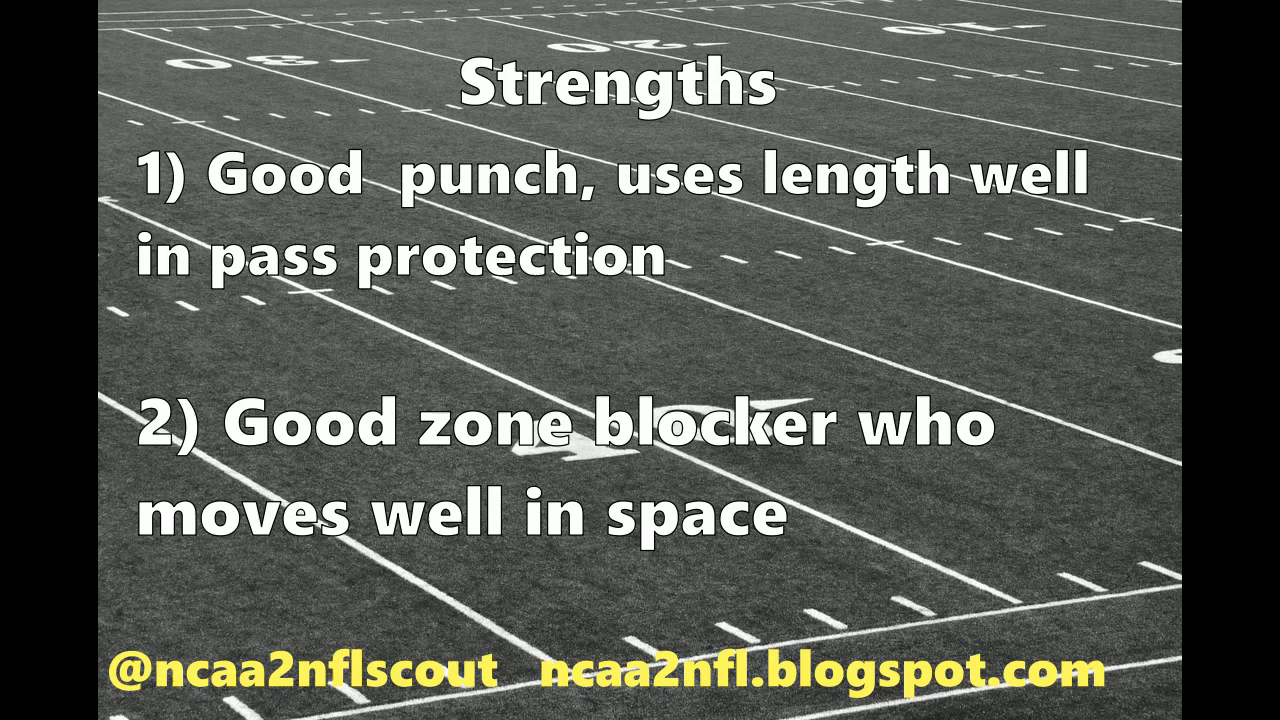 Strengths
1) Good  punch, uses length well
in pass protection
2) Good zone blocker who
moves well in space
@ncaa2nflscout   ncaa2nfl.blogspot.com